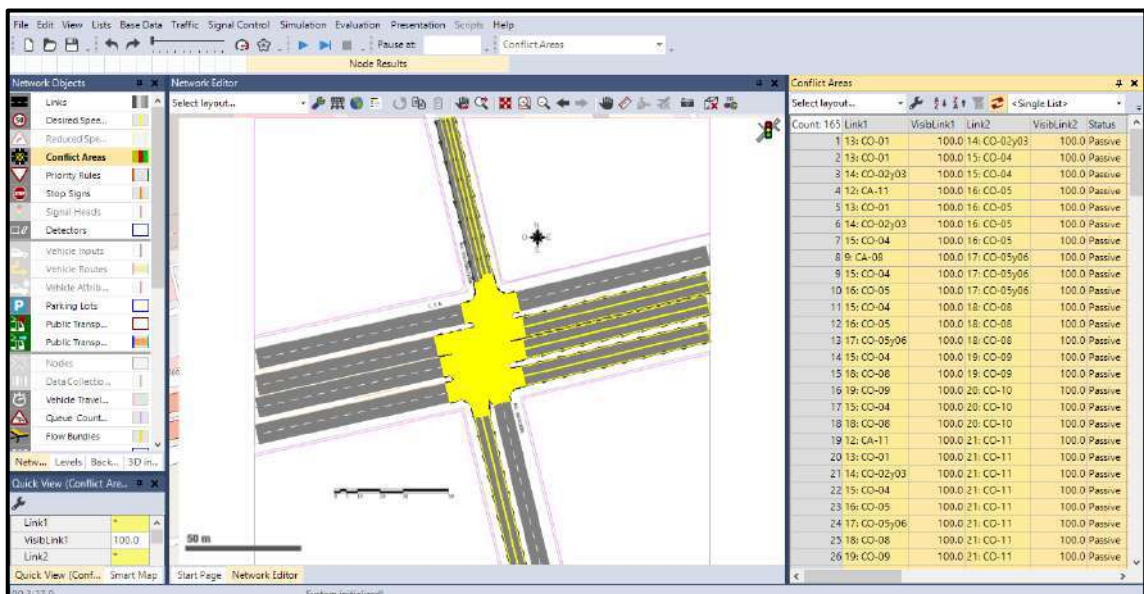 File Edit View Lists Base Data Traffic Signal Control Simulation Evaluation Presentation Scripts Help
Pause at: Conflict Areas
Node Results
Network Objects
Links
Desired Spee...
Reduced Spe...
Conflict Areas
Priority Rules
Stop Signs
Signal Heads
Detectors
Vehicle Inputs
Vehicle Routes
Vehicle Attrib...
Parking Lots
Public Transp...
Public Transp...
Nodes
Data Collectio...
Vehicle Travel...
Queue Count...
Flow Bundles
Netw... Levels Back... 3D in...
Quick View (Conflict Are...
Link1 *
VisibLink1 100.0
Link2 *
Quick View (Conf... Smart Map
Network Editor
Select layout...
50 m
Start Page Network Editor
Conflict Areas
Select layout... <Single List>
Count: 165 Link1 VisibLink1 Link2 VisibLink2 Status
1 13: CO-01 100.0 14: CO-02y03 100.0 Passive
2 13: CO-01 100.0 15: CO-04 100.0 Passive
3 14: CO-02y03 100.0 15: CO-04 100.0 Passive
4 12: CA-11 100.0 16: CO-05 100.0 Passive
5 13: CO-01 100.0 16: CO-05 100.0 Passive
6 14: CO-02y03 100.0 16: CO-05 100.0 Passive
7 15: CO-04 100.0 16: CO-05 100.0 Passive
8 9: CA-08 100.0 17: CO-05y06 100.0 Passive
9 15: CO-04 100.0 17: CO-05y06 100.0 Passive
10 16: CO-05 100.0 17: CO-05y06 100.0 Passive
11 15: CO-04 100.0 18: CO-08 100.0 Passive
12 16: CO-05 100.0 18: CO-08 100.0 Passive
13 17: CO-05y06 100.0 18: CO-08 100.0 Passive
14 15: CO-04 100.0 19: CO-09 100.0 Passive
15 18: CO-08 100.0 19: CO-09 100.0 Passive
16 19: CO-09 100.0 20: CO-10 100.0 Passive
17 15: CO-04 100.0 20: CO-10 100.0 Passive
18 18: CO-08 100.0 20: CO-10 100.0 Passive
19 12: CA-11 100.0 21: CO-11 100.0 Passive
20 13: CO-01 100.0 21: CO-11 100.0 Passive
21 14: CO-02y03 100.0 21: CO-11 100.0 Passive
22 15: CO-04 100.0 21: CO-11 100.0 Passive
23 16: CO-05 100.0 21: CO-11 100.0 Passive
24 17: CO-05y06 100.0 21: CO-11 100.0 Passive
25 18: CO-08 100.0 21: CO-11 100.0 Passive
26 19: CO-09 100.0 21: CO-11 100.0 Passive